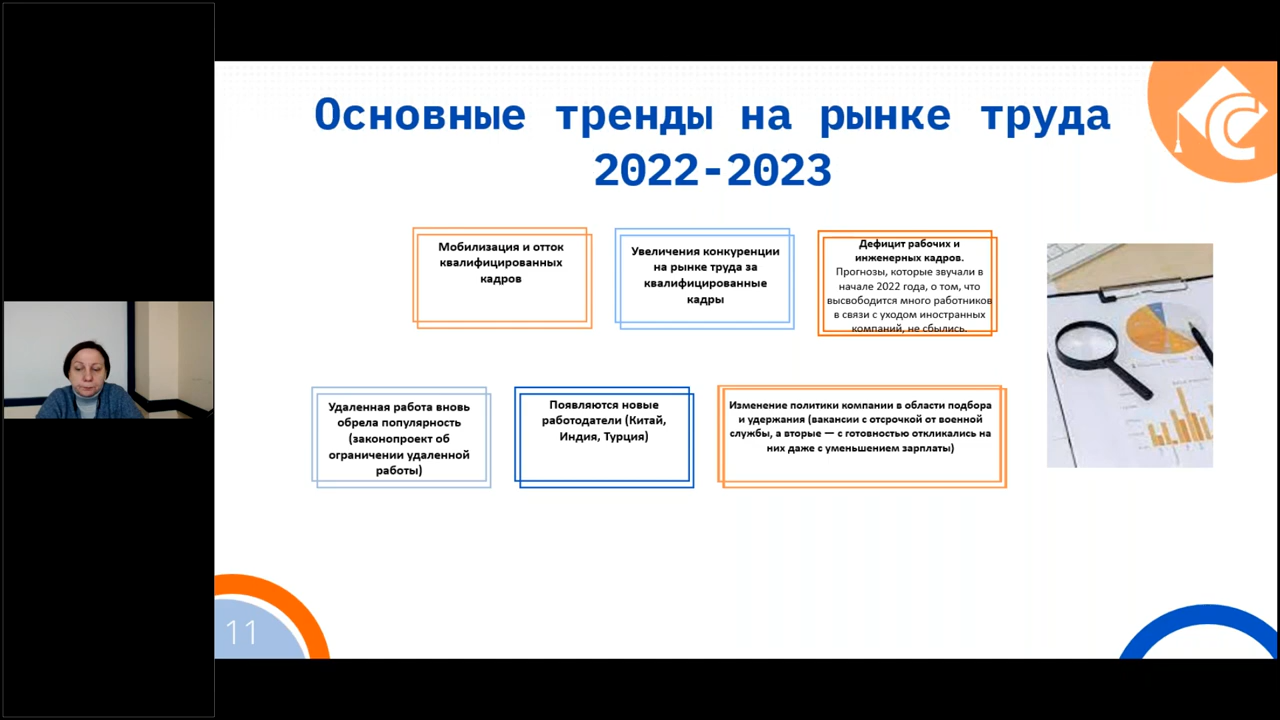 Основные тренды на рынке труда
2022-2023
Мобилизация и отток
квалифицированных
кадров
Увеличения конкуренции
на рынке труда за
квалифицированные
кадры
Дефицит рабочих и
инженерных кадров.
Прогнозы, которые звучали в
начале 2022 года, о том, что
высвободится много работников
в связи с уходом иностранных
компаний, не сбылись.
Удаленная работа вновь
обрела популярность
(законопроект об
ограничении удаленной
работы)
Появляются новые
работодатели (Китай,
Индия, Турция)
Изменение политики компании в области подбора
и удержания (вакансии с отсрочкой от военной
службы, а вторые — с готовностью откликались на
них даже с уменьшением зарплаты)
11